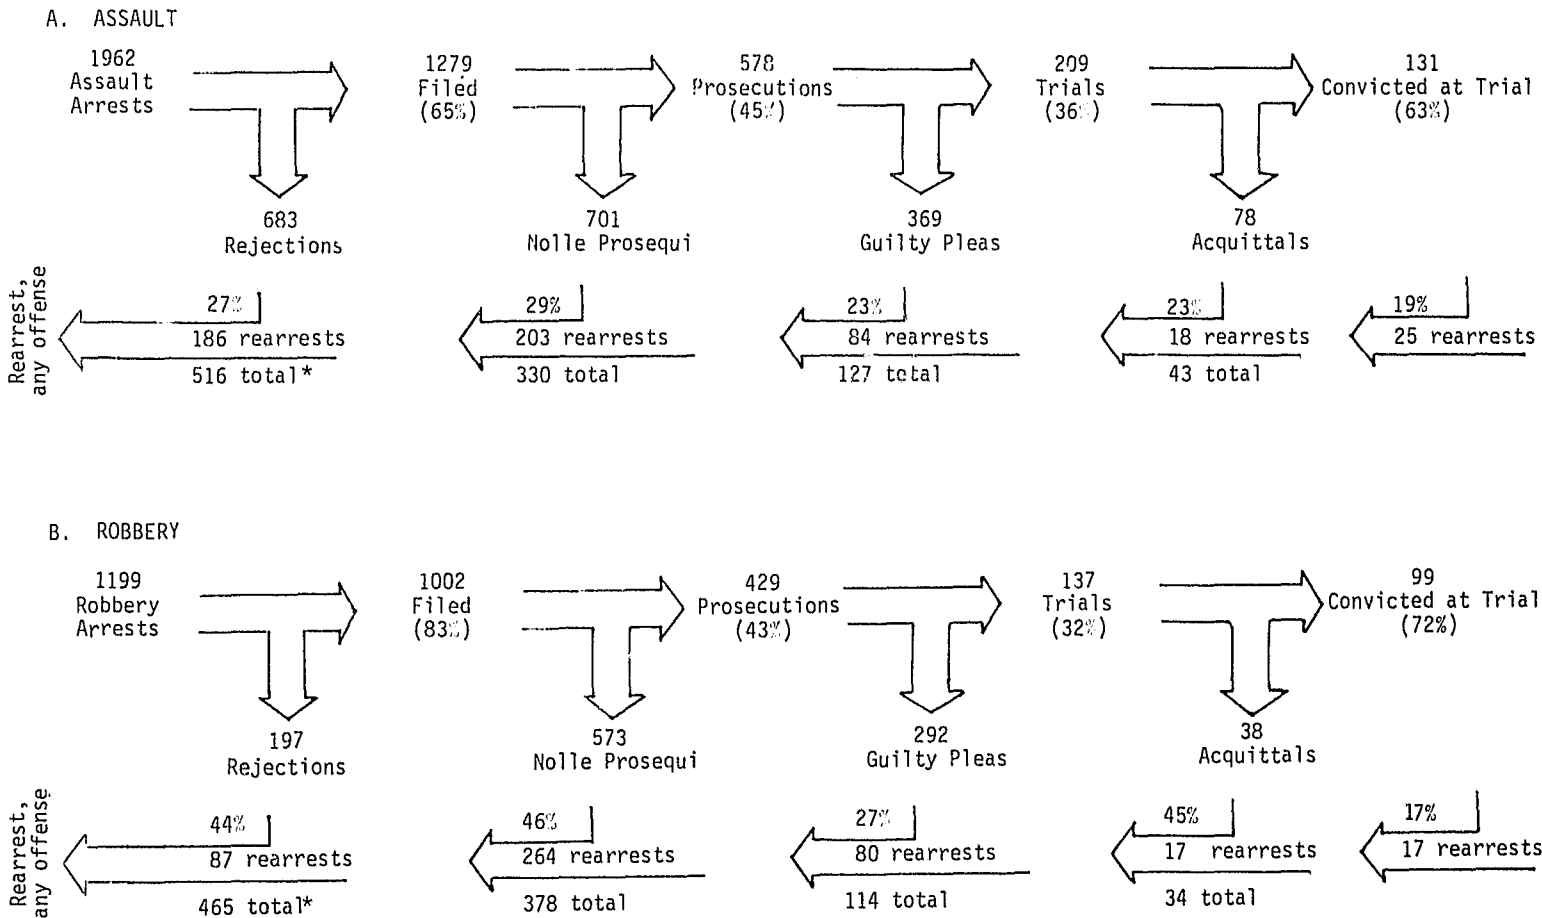 A. ASSAULT
1962
Assault
Arrests
1279
Filed
(65%)
578
Prosecutions
(45%)
209
Trials
(36%)
131
Convicted at Trial
(63%)
683
Rejections
701
Nolle Prosequi
369
Guilty Pleas
78
Acquittals
Rearrest,
any offense
27%
186 rearrests
516 total*
29%
203 rearrests
330 total
23%
84 rearrests
127 total
23%
18 rearrests
43 total
19%
25 rearrests
B. ROBBERY
1199
Robbery
Arrests
1002
Filed
(83%)
429
Prosecutions
(43%)
137
Trials
(32%)
99
Convicted at Trial
(72%)
197
Rejections
573
Nolle Prosequi
292
Guilty Pleas
38
Acquittals
Rearrest,
any offense
44%
87 rearrests
465 total*
46%
264 rearrests
378 total
27%
80 rearrests
114 total
45%
17 rearrests
34 total
17%
17 rearrests